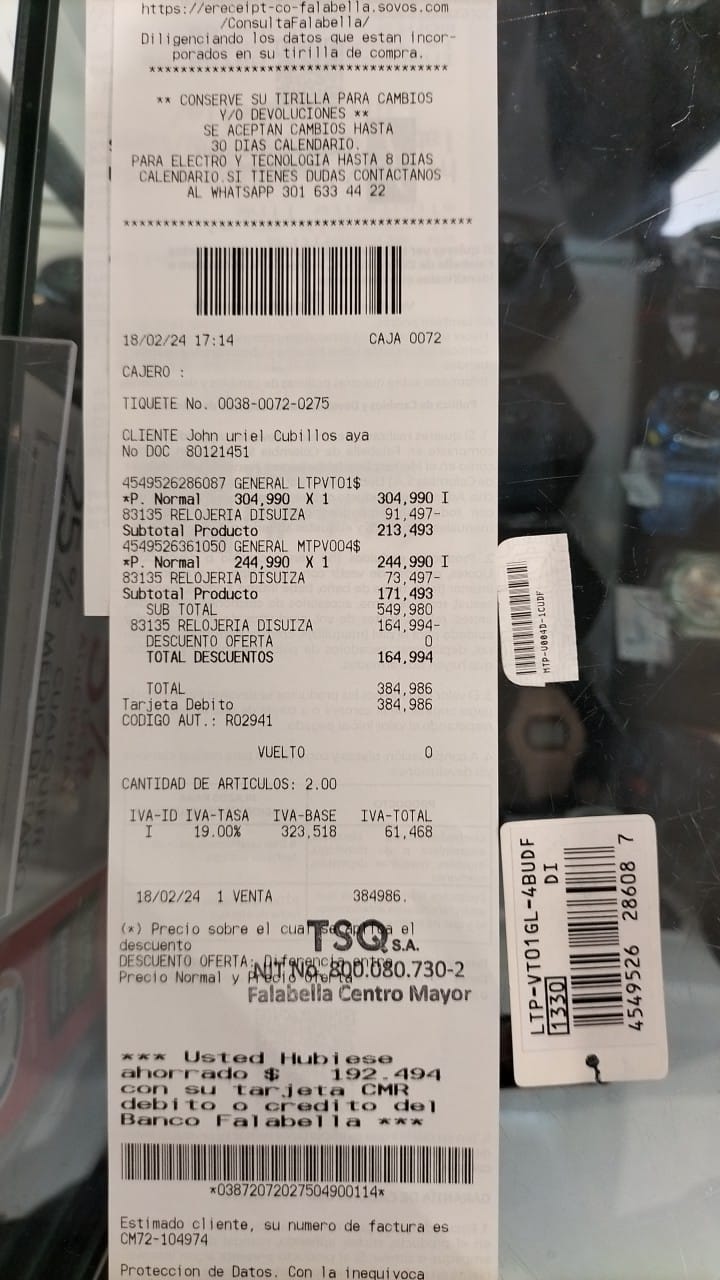 https://ereceipt-co-falabella.sovos.com
/ConsultaFalabella/
Diligenciando los datos que estan incor-
porados en su tirilla de compra.
****************************************
** CONSERVE SU TIRILLA PARA CAMBIOS
Y/O DEVOLUCIONES **
SE ACEPTAN CAMBIOS HASTA
30 DIAS CALENDARIO.
PARA ELECTRO Y TECNOLOGIA HASTA 8 DIAS
CALENDARIO.SI TIENES DUDAS CONTACTANOS
AL WHATSAPP 301 633 44 22
****************************************
18/02/24 17:14 CAJA 0072
CAJERO :
TIQUETE No. 0038-0072-0275
CLIENTE John uriel Cubillos aya
No DOC 80121451
4549526286087 GENERAL LTPVT01$
*P. Normal 304,990 X 1 304,990 I
83135 RELOJERIA DISUIZA 91,497-
Subtotal Producto 213,493
4549526361050 GENERAL MTPV004$
*P. Normal 244,990 X 1 244,990 I
83135 RELOJERIA DISUIZA 73,497-
Subtotal Producto 171,493
SUB TOTAL 549,980
83135 RELOJERIA DISUIZA 164,994-
DESCUENTO OFERTA 0
TOTAL DESCUENTOS 164,994
TOTAL 384,986
Tarjeta Debito 384,986
CODIGO AUT.: R02941
VUELTO 0
CANTIDAD DE ARTICULOS: 2.00
IVA-ID IVA-TASA IVA-BASE IVA-TOTAL
I 19.00% 323,518 61,468
18/02/24 1 VENTA 384986.
(*) Precio sobre el cual se aplica el
descuento
DESCUENTO OFERTA: Diferencia entre
Precio Normal y Precio Oferta
TSQ S.A.
NIT No. 800.080.730-2
Falabella Centro Mayor
*** Usted Hubiese
ahorrado $ 192.494
con su tarjeta CMR
debito o credito del
Banco Falabella ***
*03872072027504900114*
Estimado cliente, su numero de factura es
CM72-104974
Proteccion de Datos. Con la inequivoca
MTP-V004D-1CUDF
LTP-VT01GL-4BUDF
DI
1330
4549526 28608 7